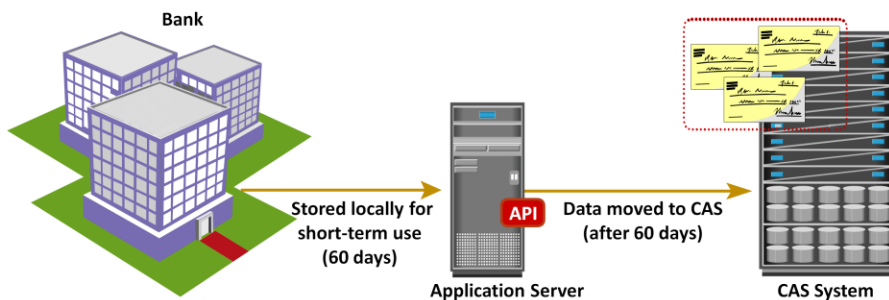 Bank
Stored locally for
short-term use
(60 days)
API
Application Server
Data moved to CAS
(after 60 days)
CAS System